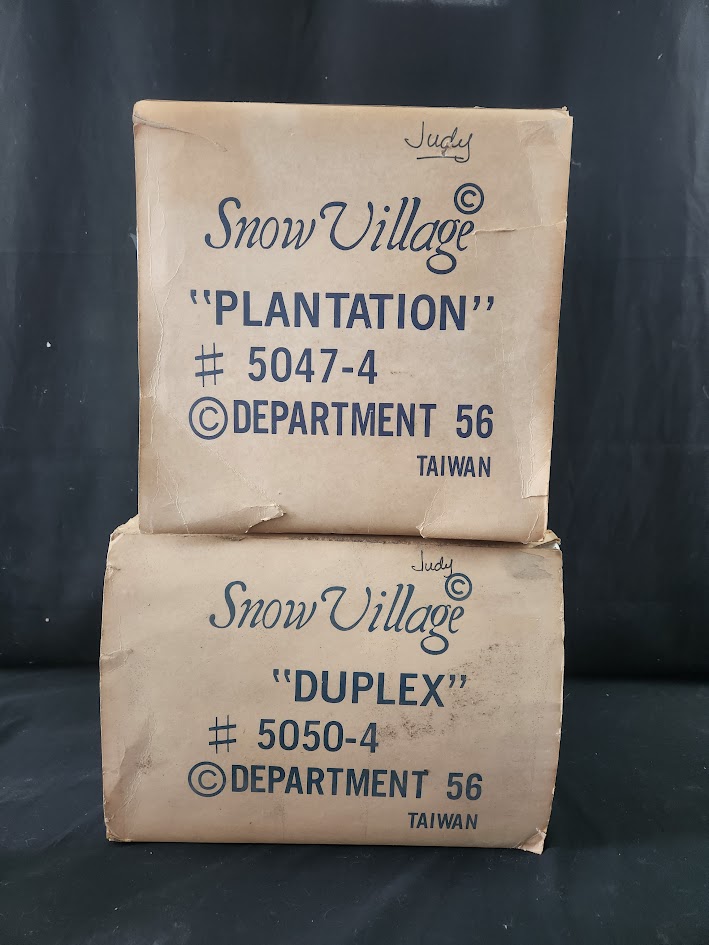 Judy
Snow Village ©
"PLANTATION"
# 5047-4
© DEPARTMENT 56
TAIWAN
Judy
Snow Village ©
"DUPLEX"
# 5050-4
© DEPARTMENT 56
TAIWAN